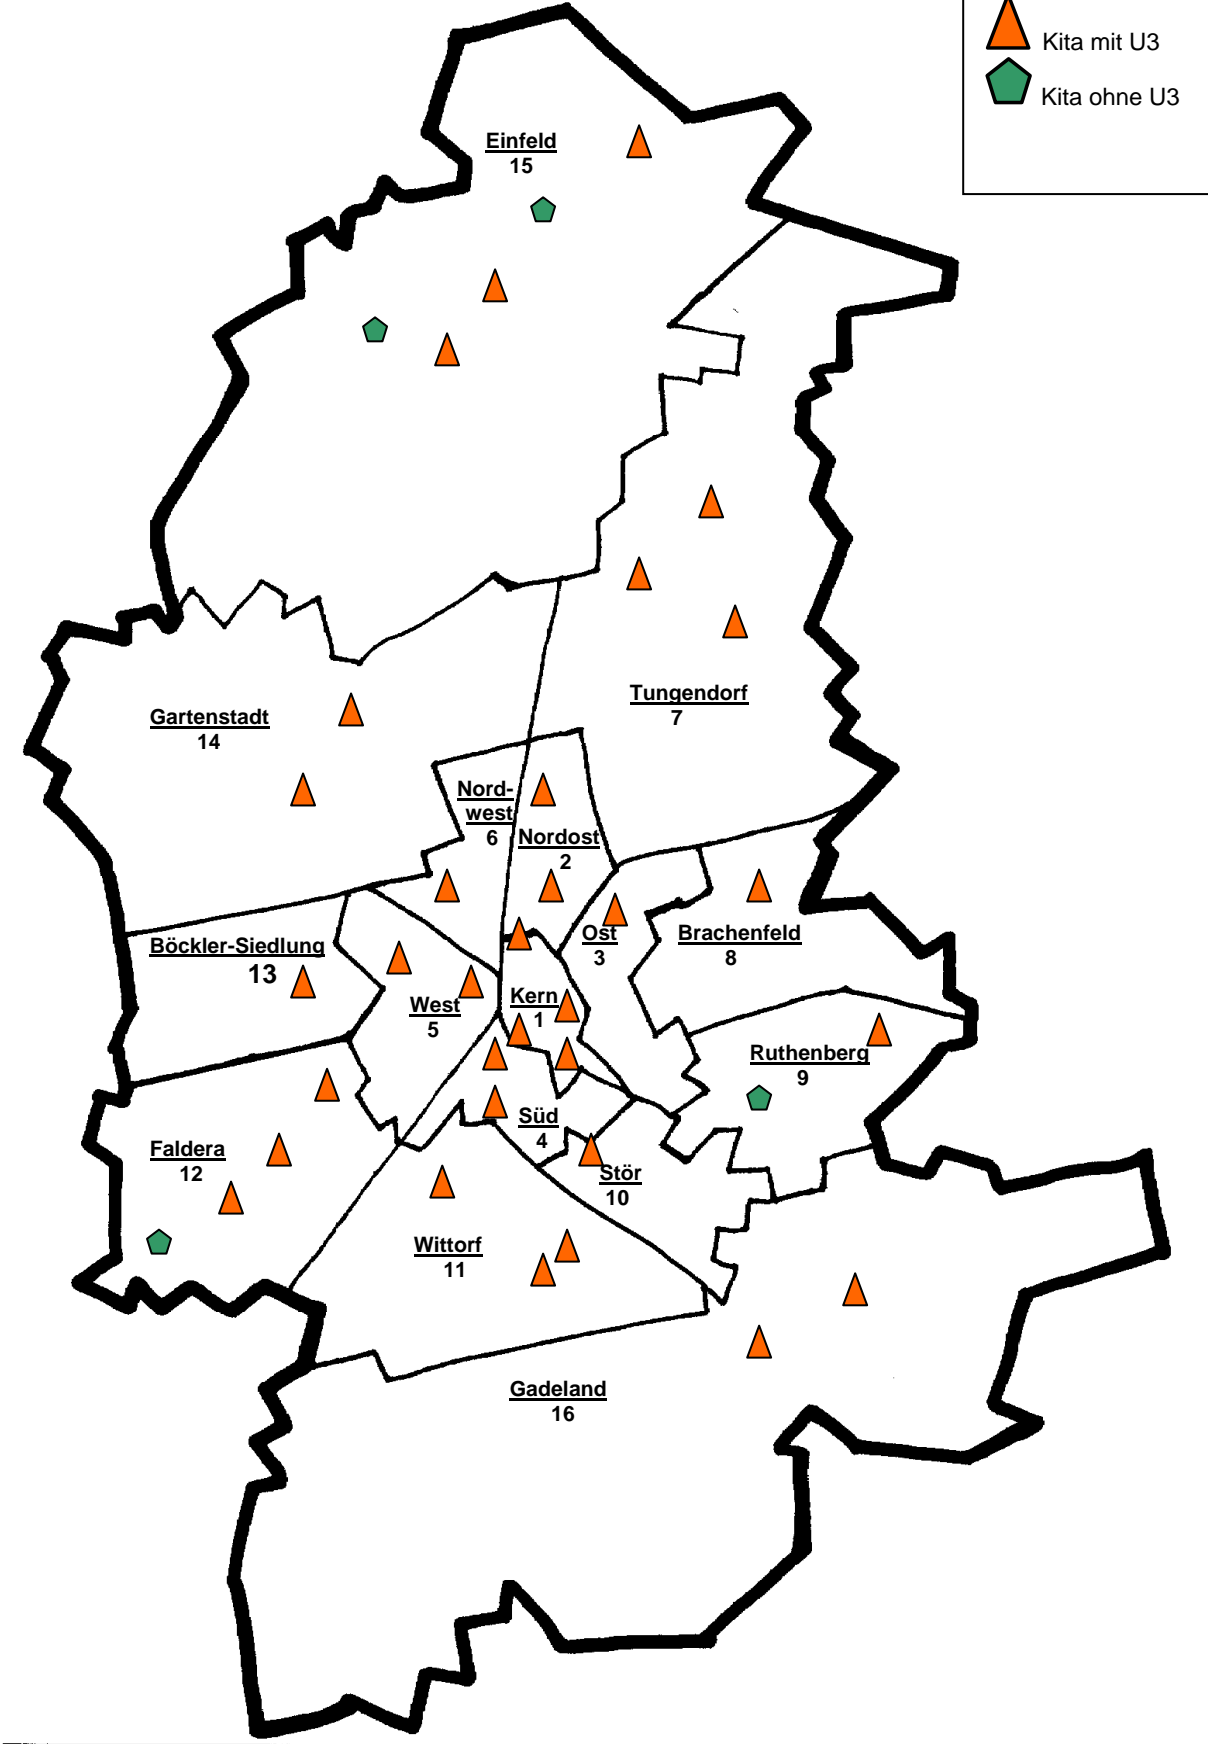 Kita mit U3
Kita ohne U3
Einfeld
15
Tungendorf
7
Gartenstadt
14
Nord-
west
6
Nordost
2
Ost
3
Brachenfeld
8
Böckler-Siedlung
13
West
5
Kern
1
Ruthenberg
9
Süd
4
Faldera
12
Stör
10
Wittorf
11
Gadeland
16